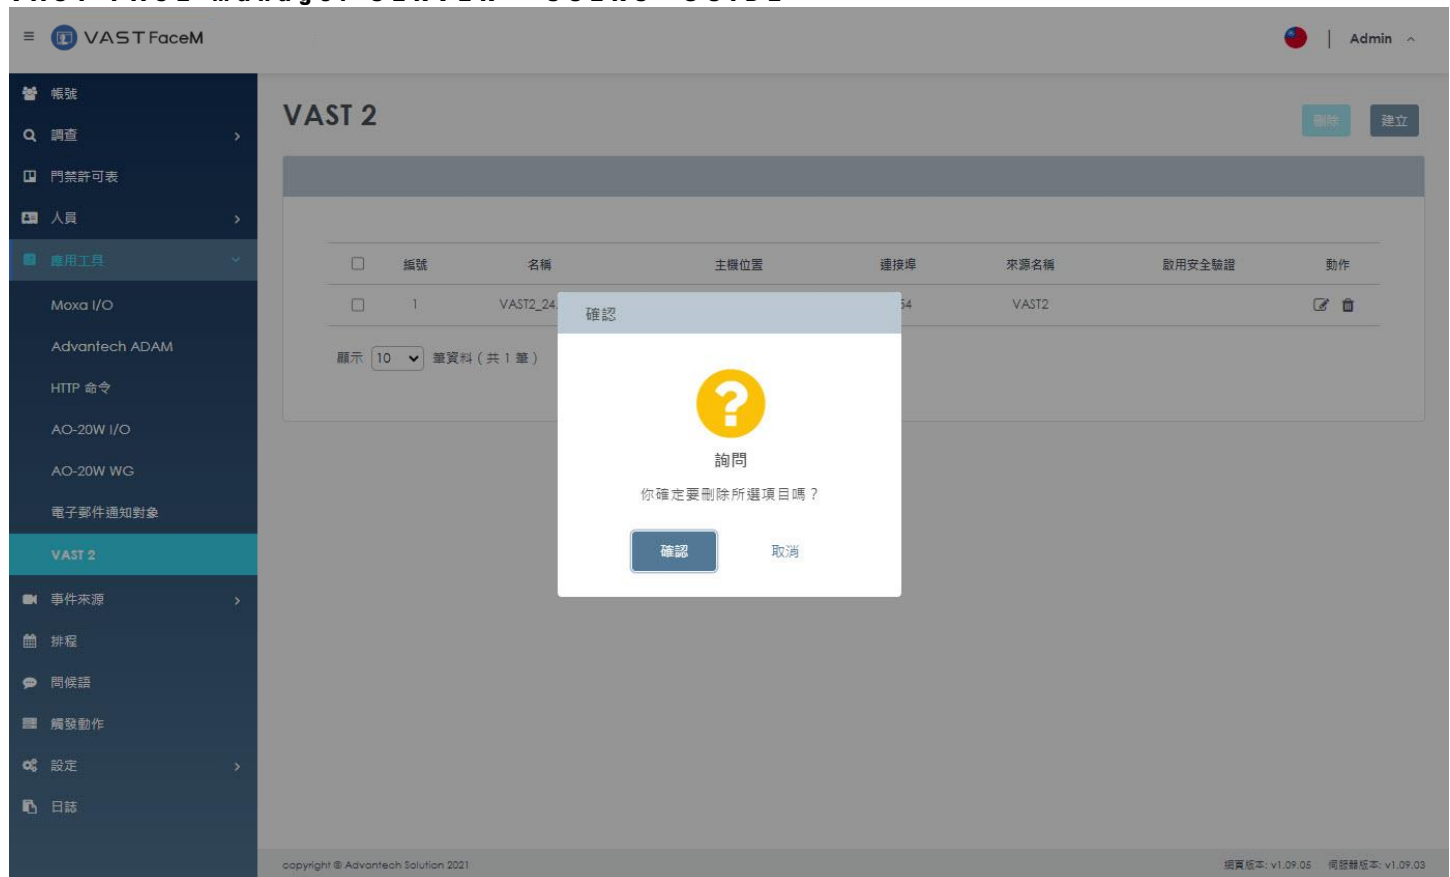 VAST FaceM
Admin
帳號
調查
門禁許可表
人員
應用工具
Moxa I/O
Advantech ADAM
HTTP 命令
AO-20W I/O
AO-20W WG
電子郵件通知對象
VAST 2
事件來源
排程
問候語
觸發動作
設定
日誌
VAST 2
刪除 建立
編號 名稱 主機位置 連接埠 來源名稱 啟用安全驗證 動作
1 VAST2_24. 54 VAST2
顯示 10 筆資料 ( 共 1 筆 )
確認
?
詢問
你確定要刪除所選項目嗎？
確認 取消
copyright © Advantech Solution 2021 網頁版本: v1.09.05 伺服器版本: v1.09.03